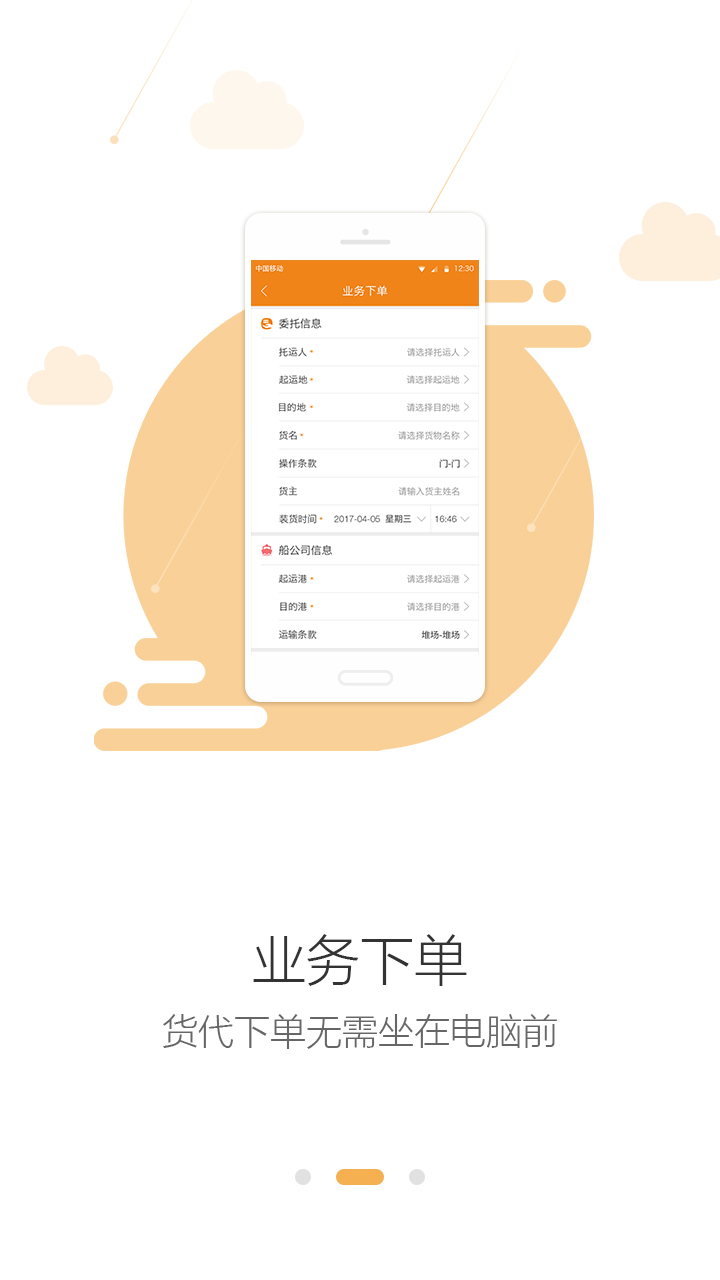 中国移动 12:30
业务下单
委托信息
托运人• 请选择托运人
起运地• 请选择起运地
目的地• 请选择目的地
货名• 请选择货物名称
操作条款 门-门
货主 请输入货主姓名
装货时间• 2017-04-05 星期三 16:46
船公司信息
起运港• 请选择起运港
目的港• 请选择目的港
运输条款 堆场-堆场
业务下单
货代下单无需坐在电脑前